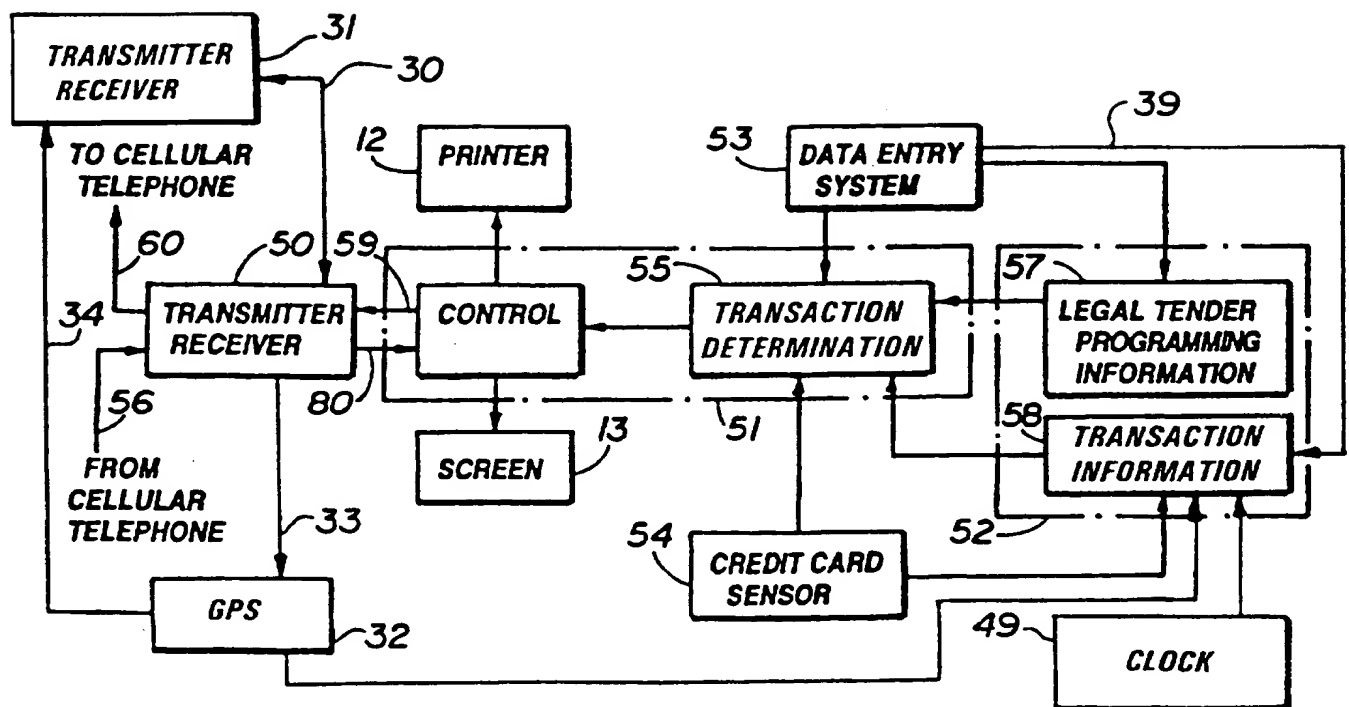 TRANSMITTER
RECEIVER
31
30
TO CELLULAR
TELEPHONE
12
PRINTER
53
DATA ENTRY
SYSTEM
39
60
50
59
55
57
34
TRANSMITTER
RECEIVER
CONTROL
TRANSACTION
DETERMINATION
LEGAL TENDER
PROGRAMMING
INFORMATION
56
80
51
58
FROM
CELLULAR
TELEPHONE
SCREEN
13
TRANSACTION
INFORMATION
33
54
CREDIT CARD
SENSOR
52
GPS
32
49
CLOCK